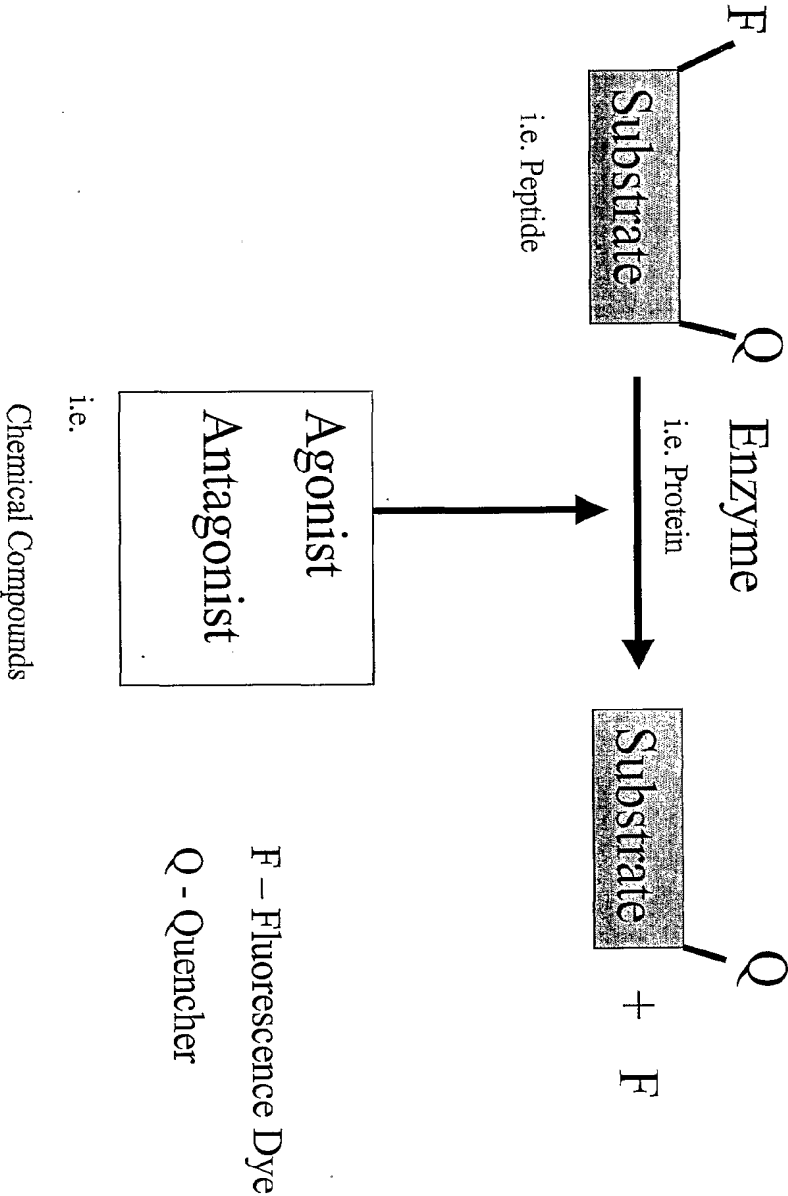 F
Q
Substrate
i.e. Peptide
Enzyme
i.e. Protein
Q
Substrate
+ F
Agonist
Antagonist
i.e.
Chemical Compounds
F – Fluorescence Dye
Q - Quencher